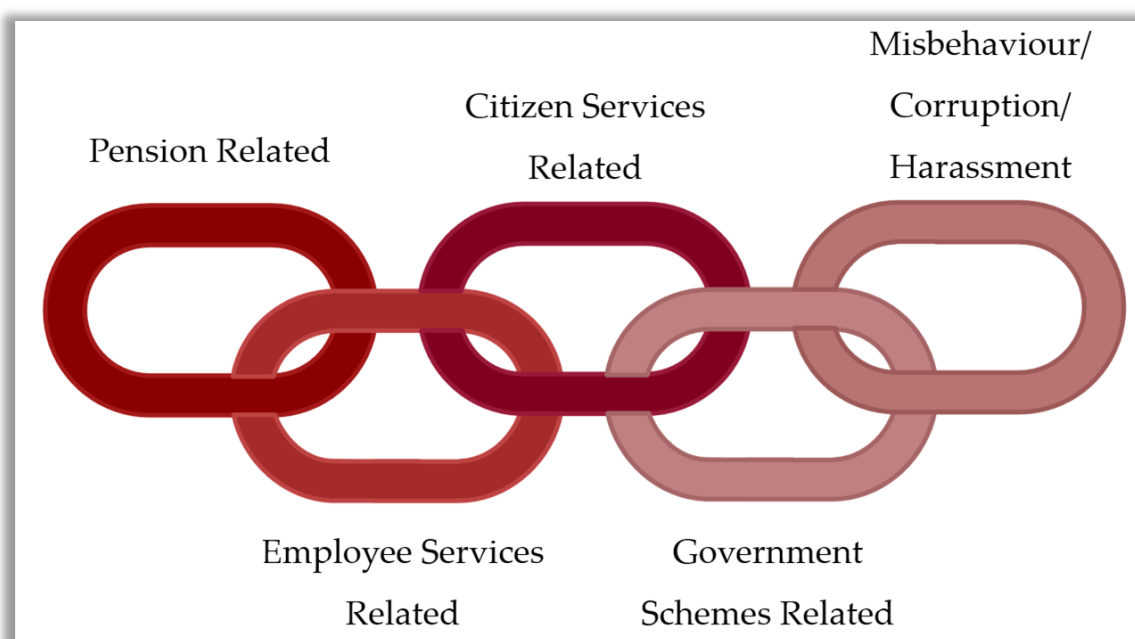 Pension Related
Citizen Services
Related
Misbehaviour/
Corruption/
Harassment
Employee Services
Related
Government
Schemes Related